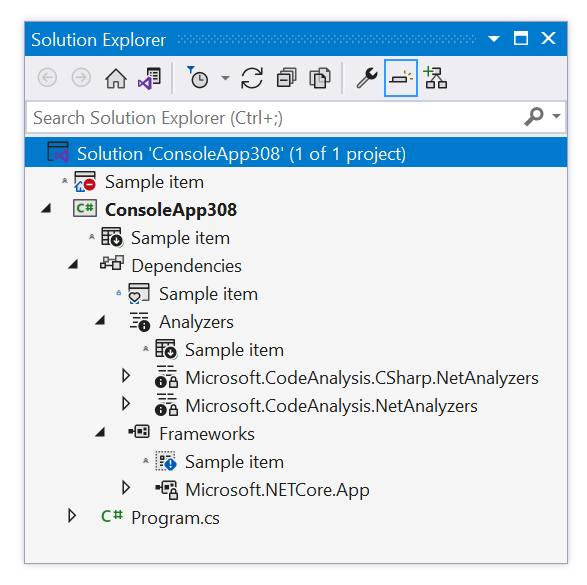 Solution Explorer
Search Solution Explorer (Ctrl+;)
Solution 'ConsoleApp308' (1 of 1 project)
Sample item
C# ConsoleApp308
Sample item
Dependencies
Sample item
Analyzers
Sample item
Microsoft.CodeAnalysis.CSharp.NetAnalyzers
Microsoft.CodeAnalysis.NetAnalyzers
Frameworks
Sample item
Microsoft.NETCore.App
C# Program.cs